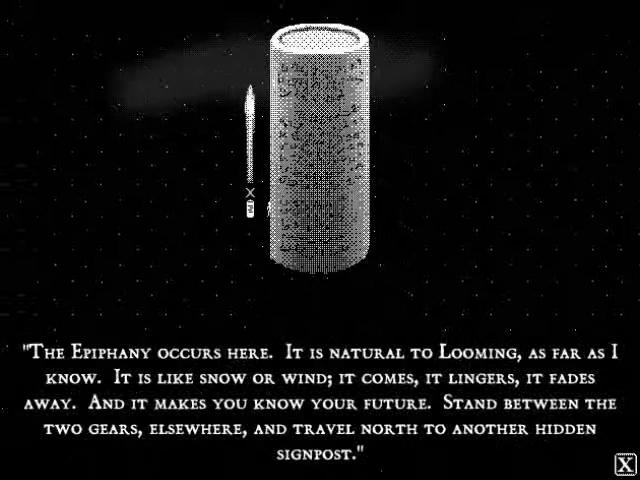 "The Epiphany occurs here. It is natural to Looming, as far as I
know. It is like snow or wind; it comes, it lingers, it fades
away. And it makes you know your future. Stand between the
two gears, elsewhere, and travel north to another hidden
signpost."
X